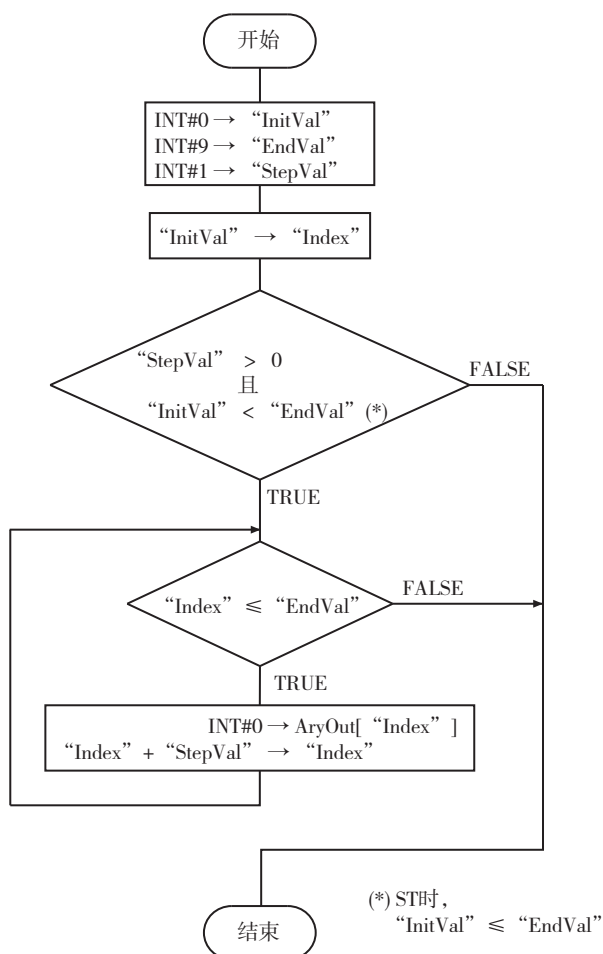 开始
INT#0 → “InitVal”
INT#9 → “EndVal”
INT#1 → “StepVal”
“InitVal” → “Index”
“StepVal” > 0
且
“InitVal” < “EndVal” (*)
FALSE
TRUE
“Index” ≤ “EndVal”
FALSE
TRUE
INT#0 → AryOut[ “Index” ]
“Index” + “StepVal” → “Index”
结束
(*) ST时，
“InitVal” ≤ “EndVal”